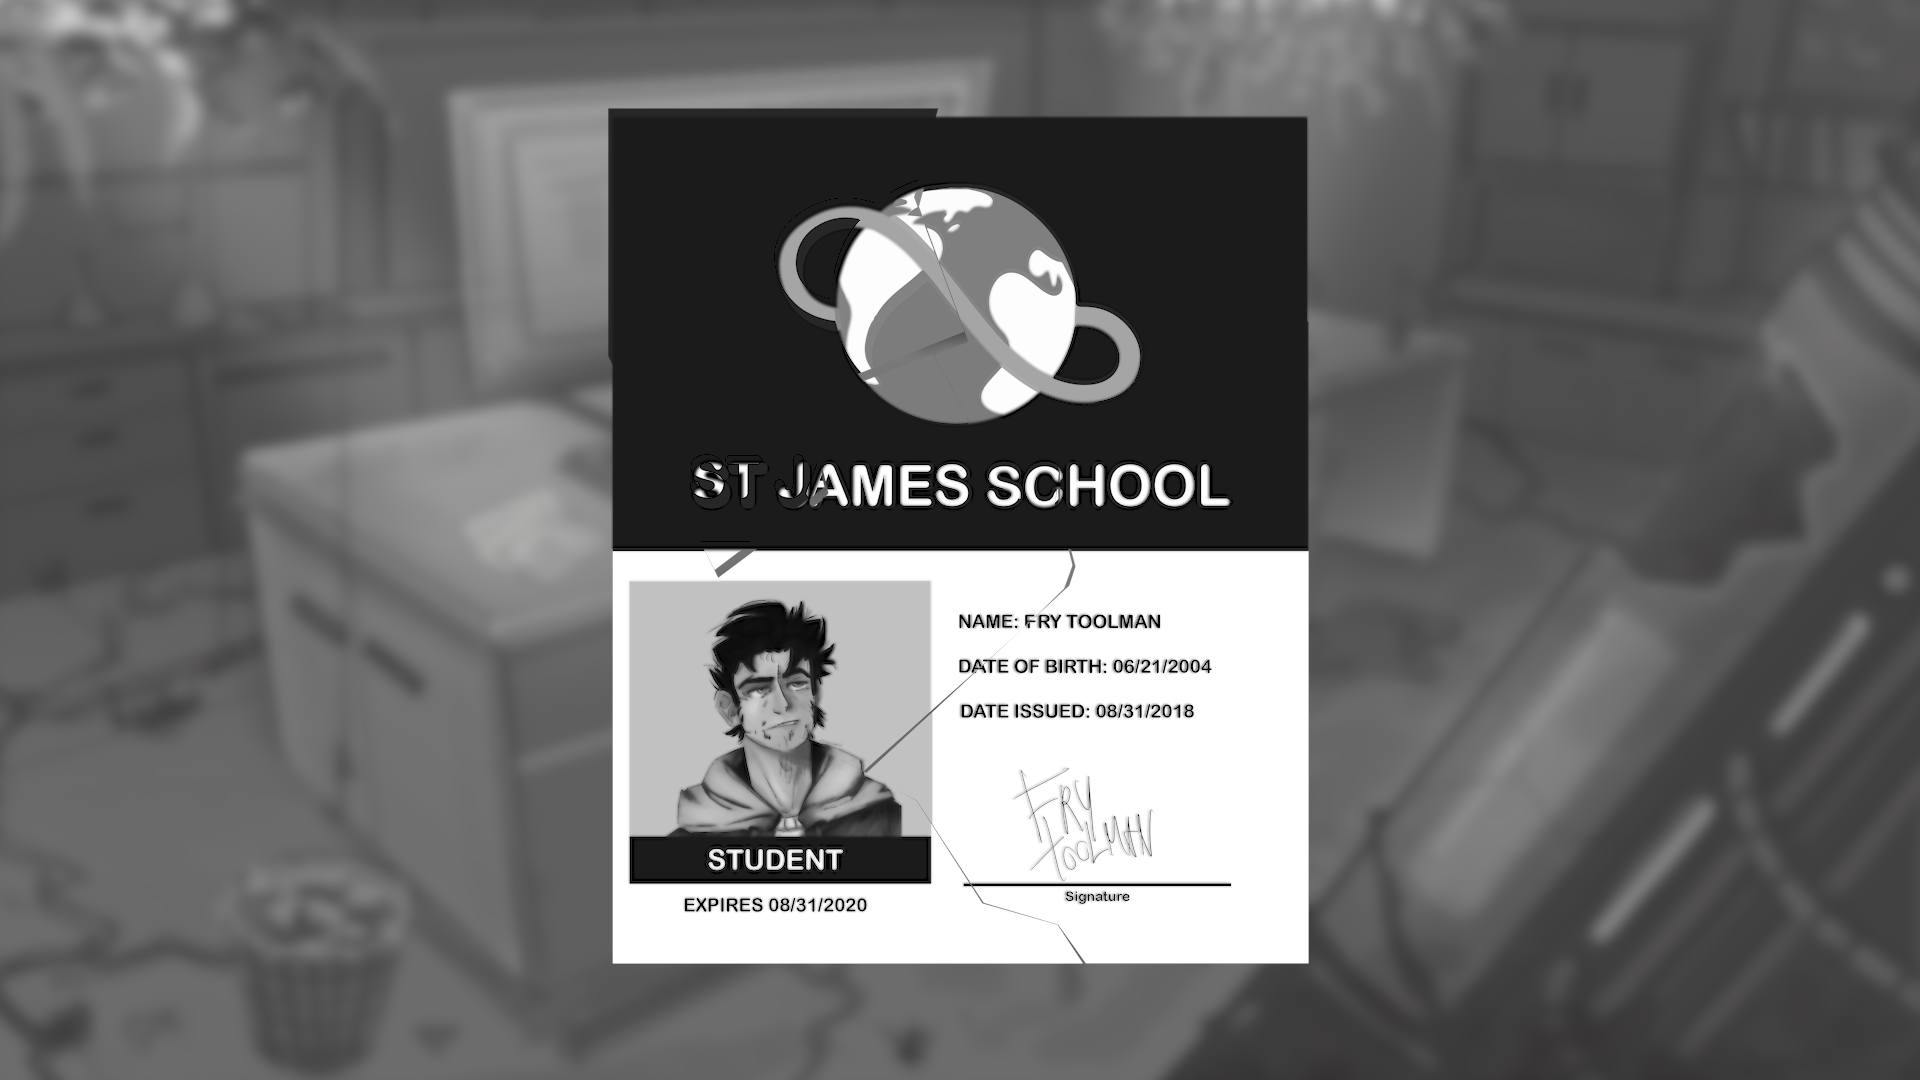 ST JAMES SCHOOL
NAME: FRY TOOLMAN
DATE OF BIRTH: 06/21/2004
DATE ISSUED: 08/31/2018
FRY
TOOLMAN
Signature
STUDENT
EXPIRES 08/31/2020